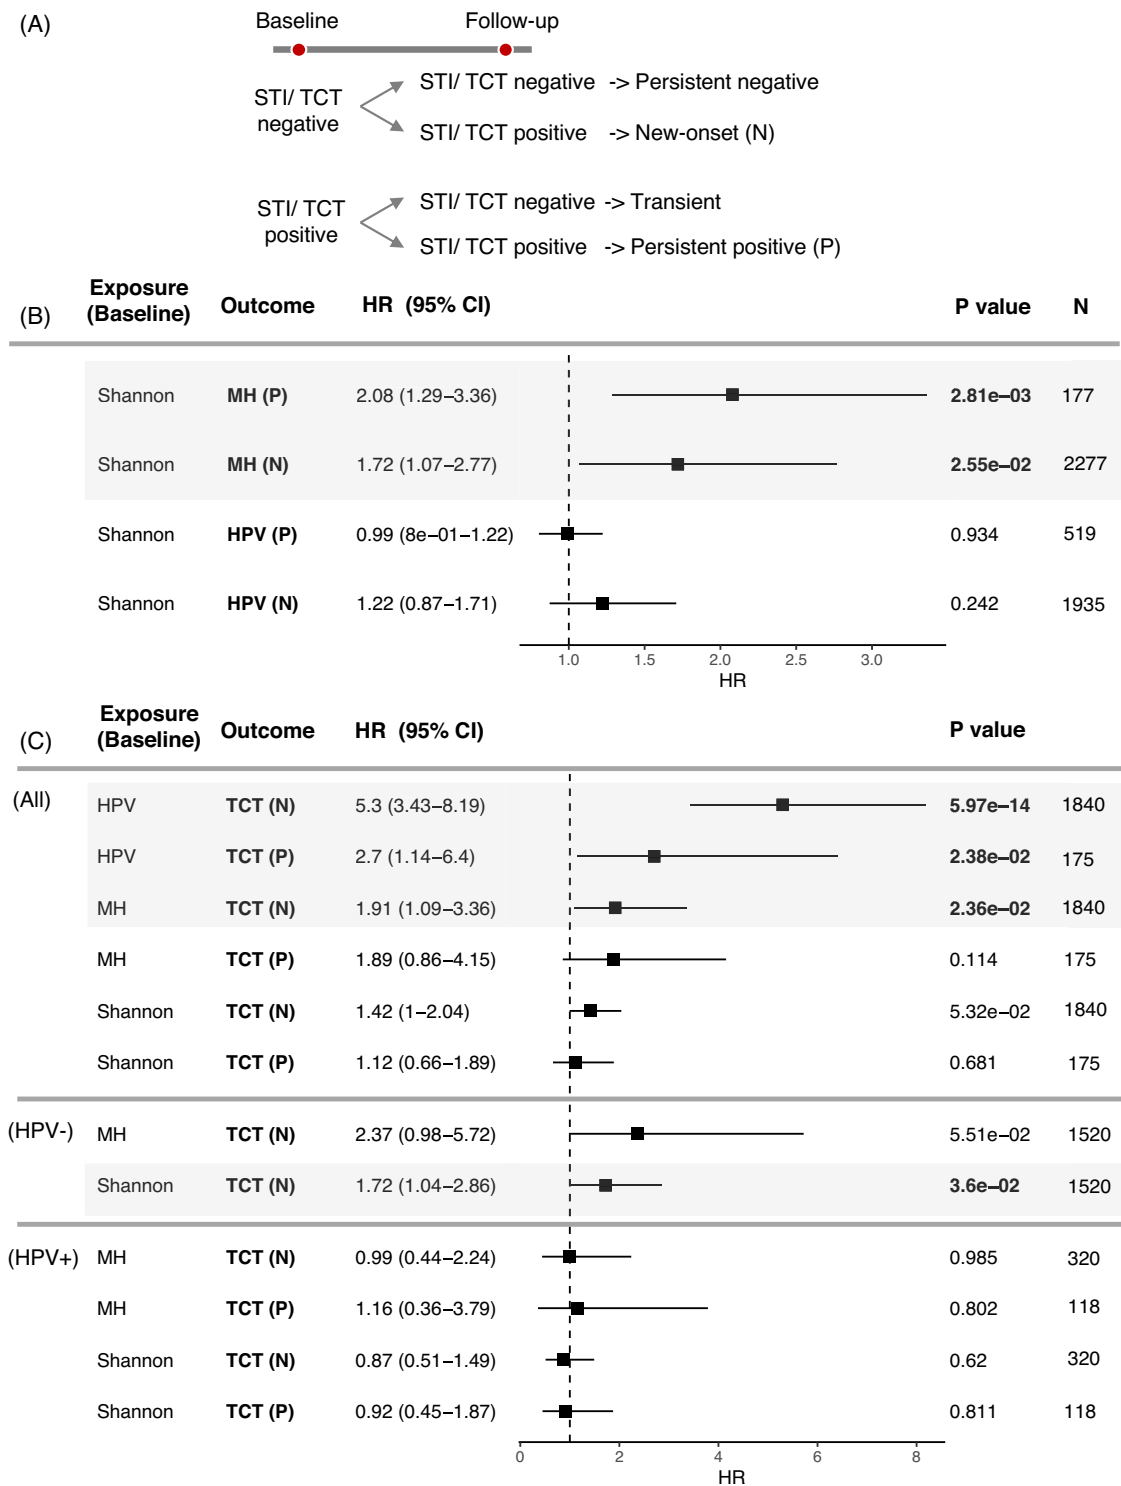 (A)
Baseline Follow-up
STI/ TCT negative -> Persistent negative
STI/ TCT
negative
STI/ TCT positive -> New-onset (N)
STI/ TCT negative -> Transient
STI/ TCT
positive
STI/ TCT positive -> Persistent positive (P)
(B) Exposure (Baseline) Outcome HR (95% CI) P value N
Shannon MH (P) 2.08 (1.29–3.36) 2.81e–03 177
Shannon MH (N) 1.72 (1.07–2.77) 2.55e–02 2277
Shannon HPV (P) 0.99 (8e–01–1.22) 0.934 519
Shannon HPV (N) 1.22 (0.87–1.71) 0.242 1935
1.0 1.5 2.0 2.5 3.0
HR
(C) Exposure (Baseline) Outcome HR (95% CI) P value
(All) HPV TCT (N) 5.3 (3.43–8.19) 5.97e–14 1840
HPV TCT (P) 2.7 (1.14–6.4) 2.38e–02 175
MH TCT (N) 1.91 (1.09–3.36) 2.36e–02 1840
MH TCT (P) 1.89 (0.86–4.15) 0.114 175
Shannon TCT (N) 1.42 (1–2.04) 5.32e–02 1840
Shannon TCT (P) 1.12 (0.66–1.89) 0.681 175
(HPV-) MH TCT (N) 2.37 (0.98–5.72) 5.51e–02 1520
Shannon TCT (N) 1.72 (1.04–2.86) 3.6e–02 1520
(HPV+) MH TCT (N) 0.99 (0.44–2.24) 0.985 320
MH TCT (P) 1.16 (0.36–3.79) 0.802 118
Shannon TCT (N) 0.87 (0.51–1.49) 0.62 320
Shannon TCT (P) 0.92 (0.45–1.87) 0.811 118
0 2 4 6 8
HR